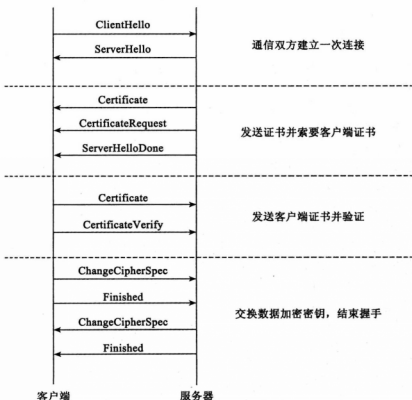 ClientHello
ServerHello
通信双方建立一次连接
Certificate
CertificateRequest
发送证书并索要客户端证书
ServerHelloDone
Certificate
发送客户端证书并验证
CertificateVerify
ChangeCipherSpec
Finished
交换数据加密密钥，结束握手
ChangeCipherSpec
Finished
客户端 服务器